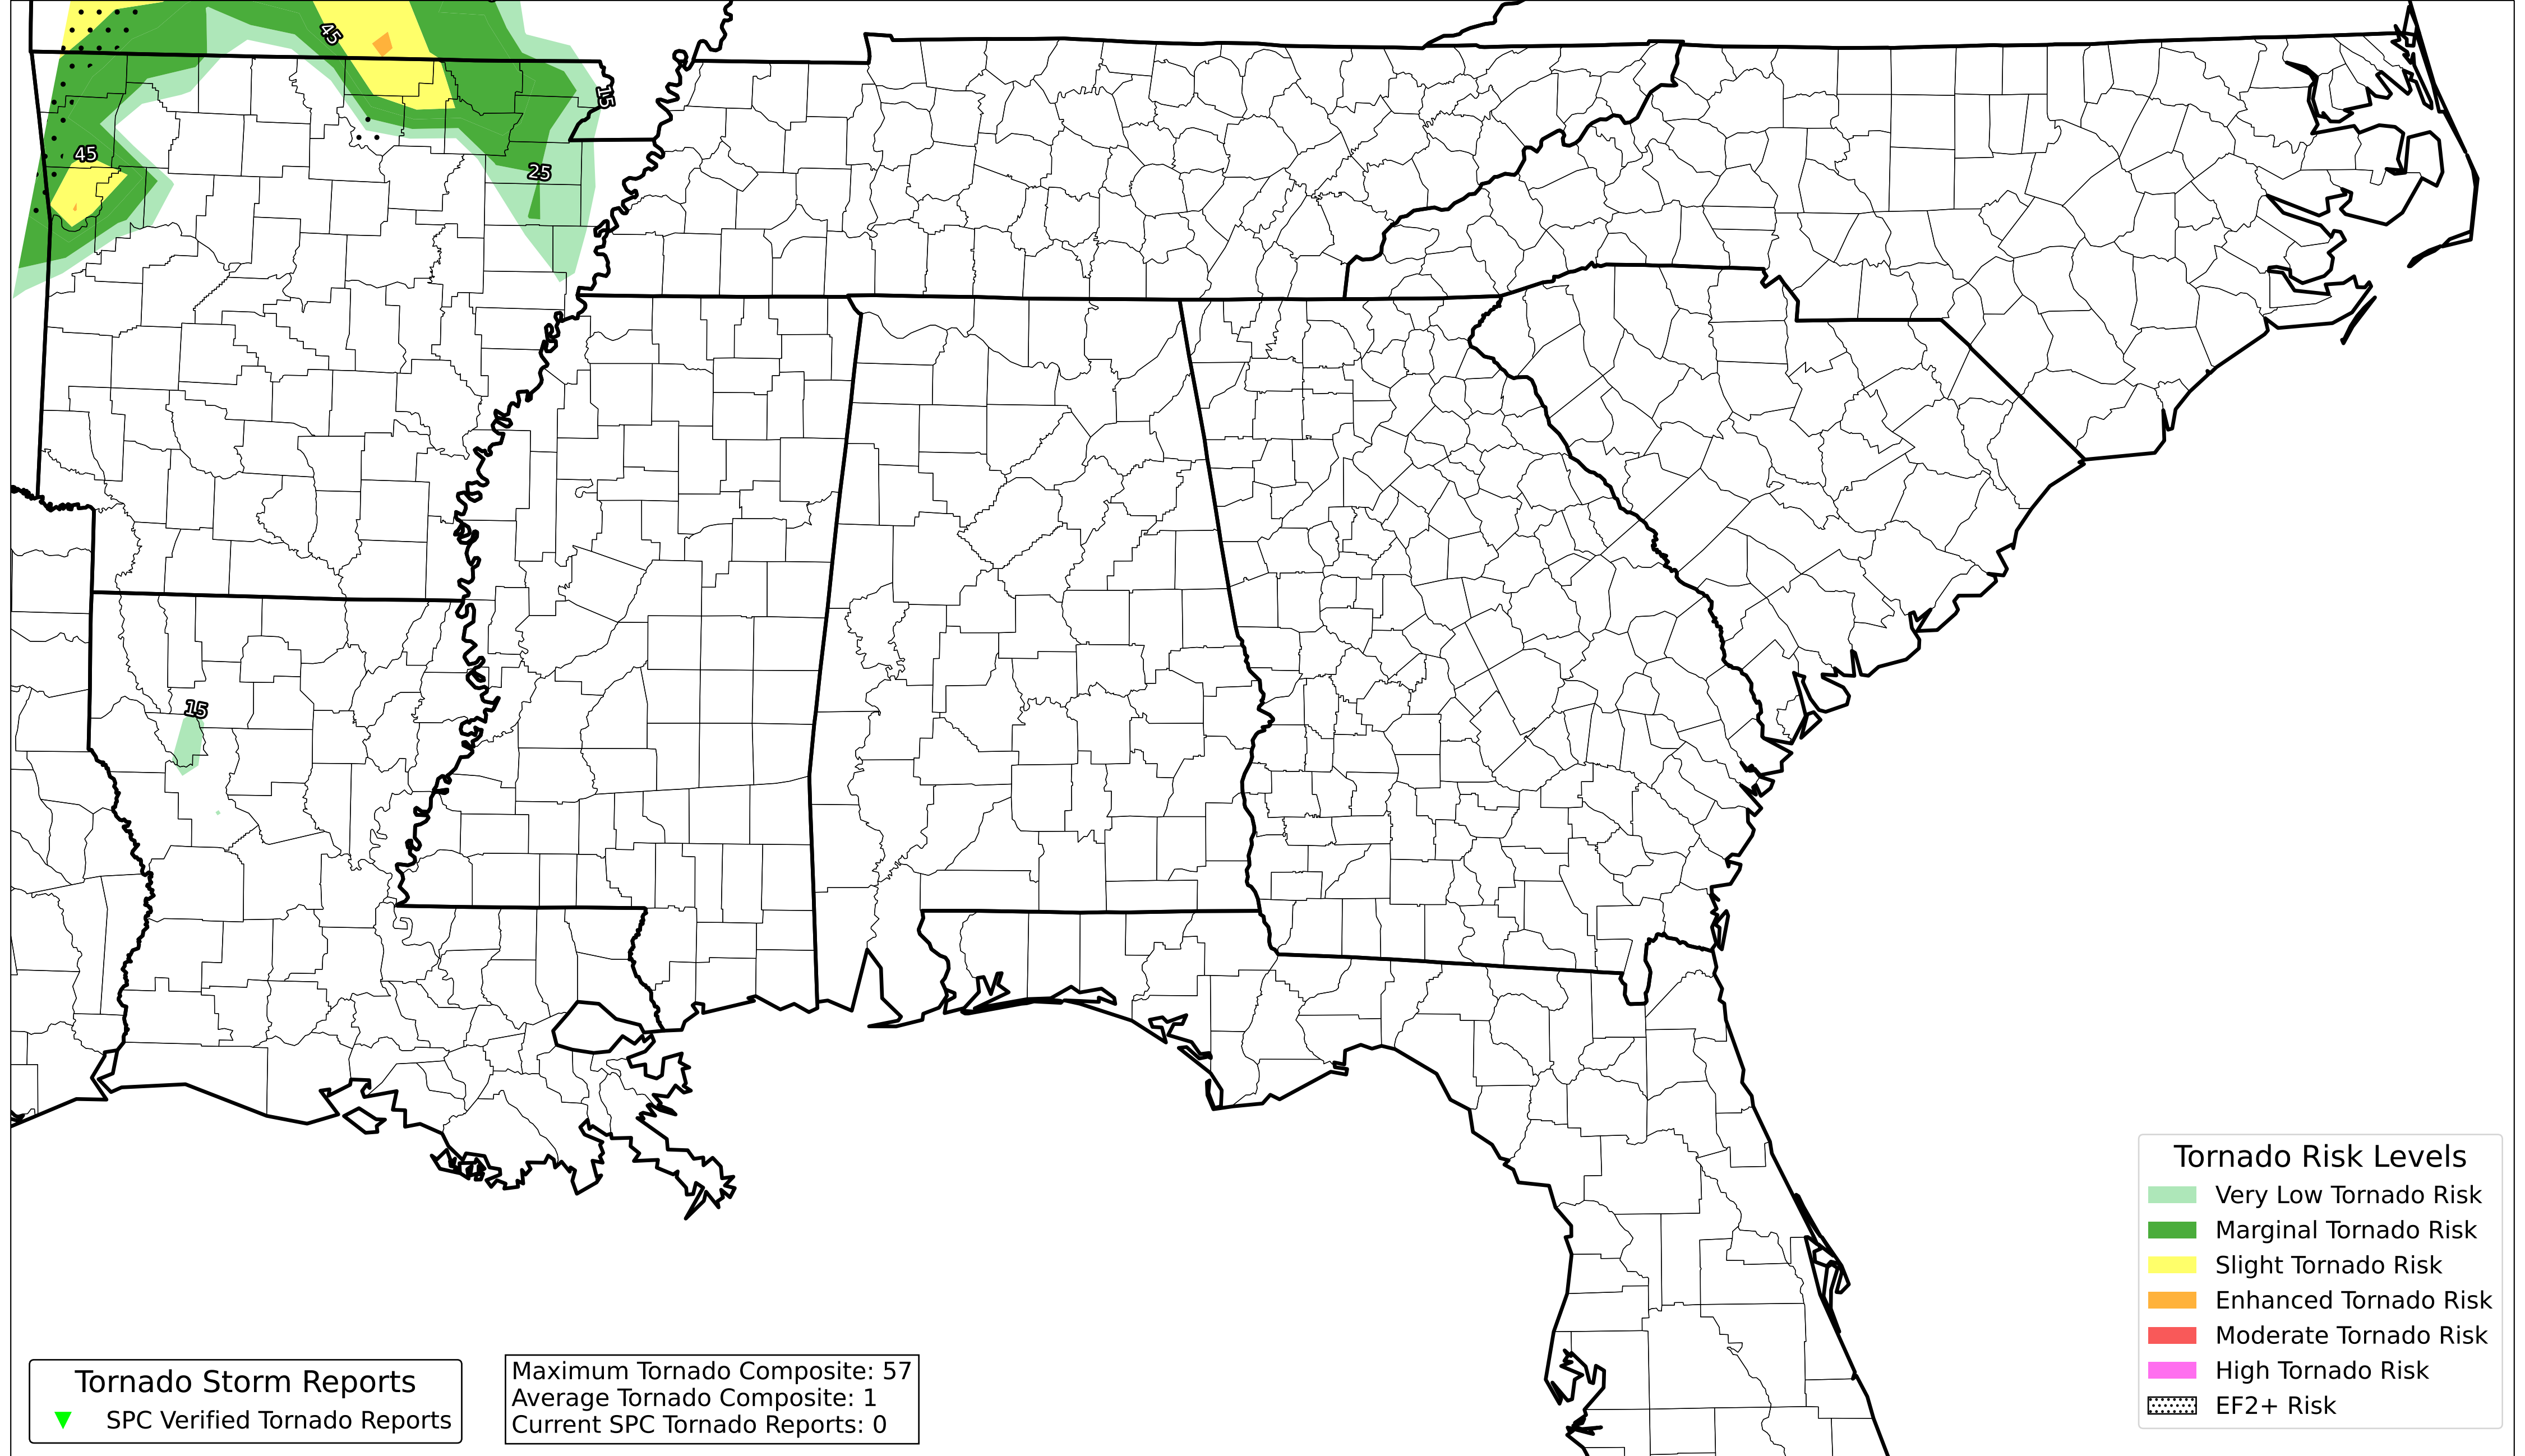 45
15
45
25
15
Tornado Risk Levels
Very Low Tornado Risk
Marginal Tornado Risk
Slight Tornado Risk
Enhanced Tornado Risk
Moderate Tornado Risk
High Tornado Risk
EF2+ Risk
Tornado Storm Reports
SPC Verified Tornado Reports
Maximum Tornado Composite: 57
Average Tornado Composite: 1
Current SPC Tornado Reports: 0